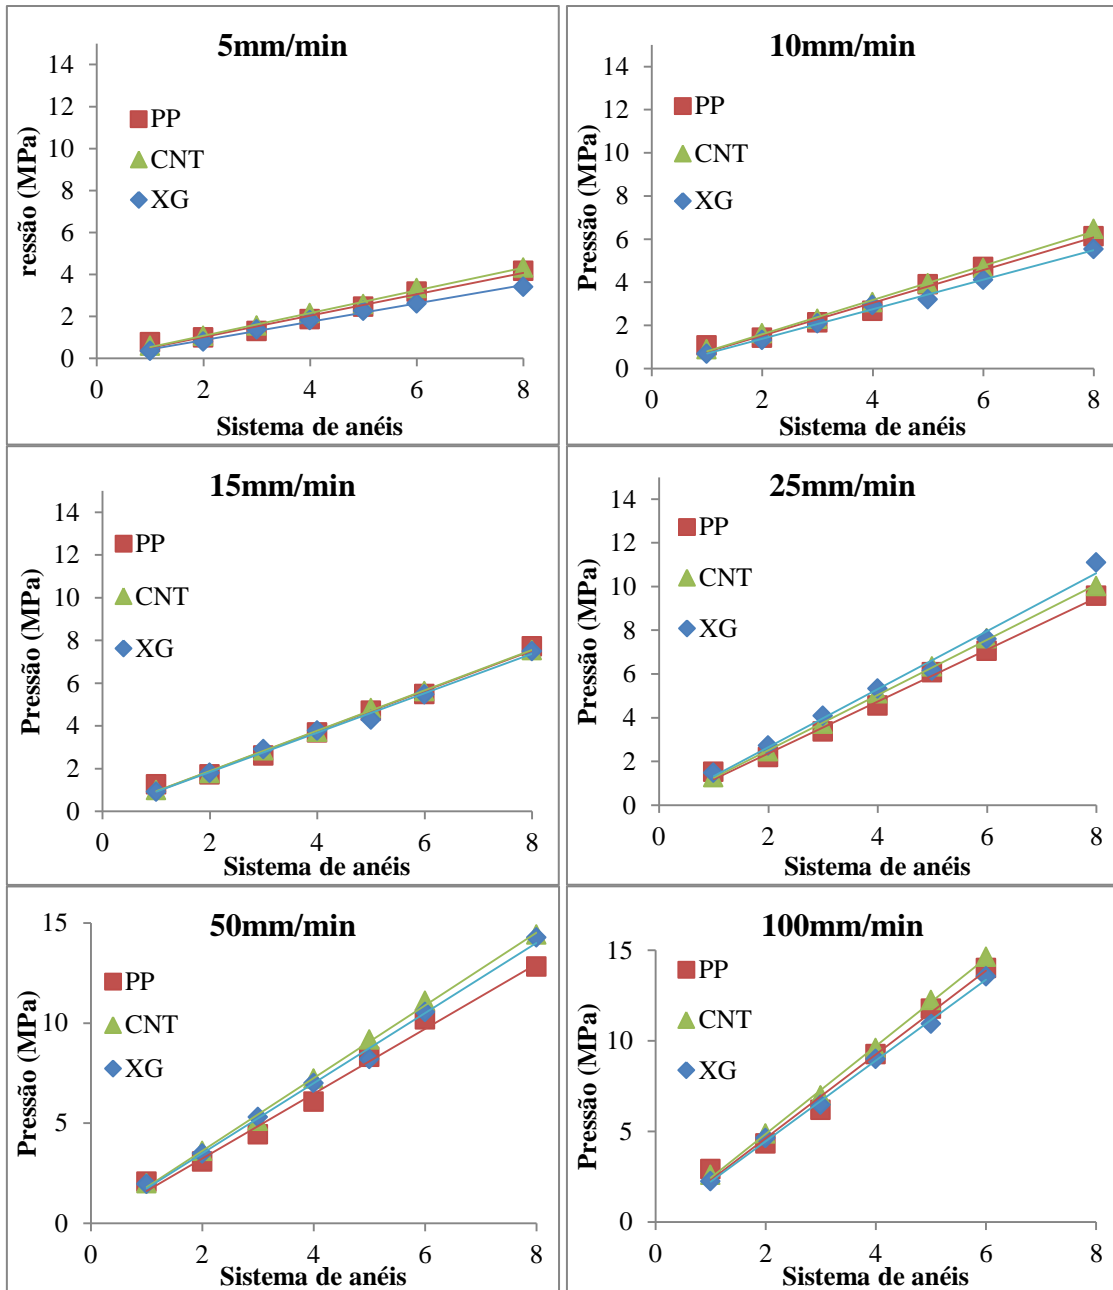 5mm/min
14
12
10
8
6
4
2
0
ressão (MPa)
PP
CNT
XG
0 2 4 6 8
Sistema de anéis
10mm/min
14
12
10
8
6
4
2
0
Pressão (MPa)
PP
CNT
XG
0 2 4 6 8
Sistema de anéis
15mm/min
14
12
10
8
6
4
2
0
Pressão (MPa)
PP
CNT
XG
0 2 4 6 8
Sistema de anéis
25mm/min
14
12
10
8
6
4
2
0
Pressão (MPa)
PP
CNT
XG
0 2 4 6 8
Sistema de anéis
50mm/min
15
10
5
0
Pressão (MPa)
PP
CNT
XG
0 2 4 6 8
Sistema de anéis
100mm/min
15
10
5
0
Pressão (MPa)
PP
CNT
XG
0 2 4 6 8
Sistema de anéis